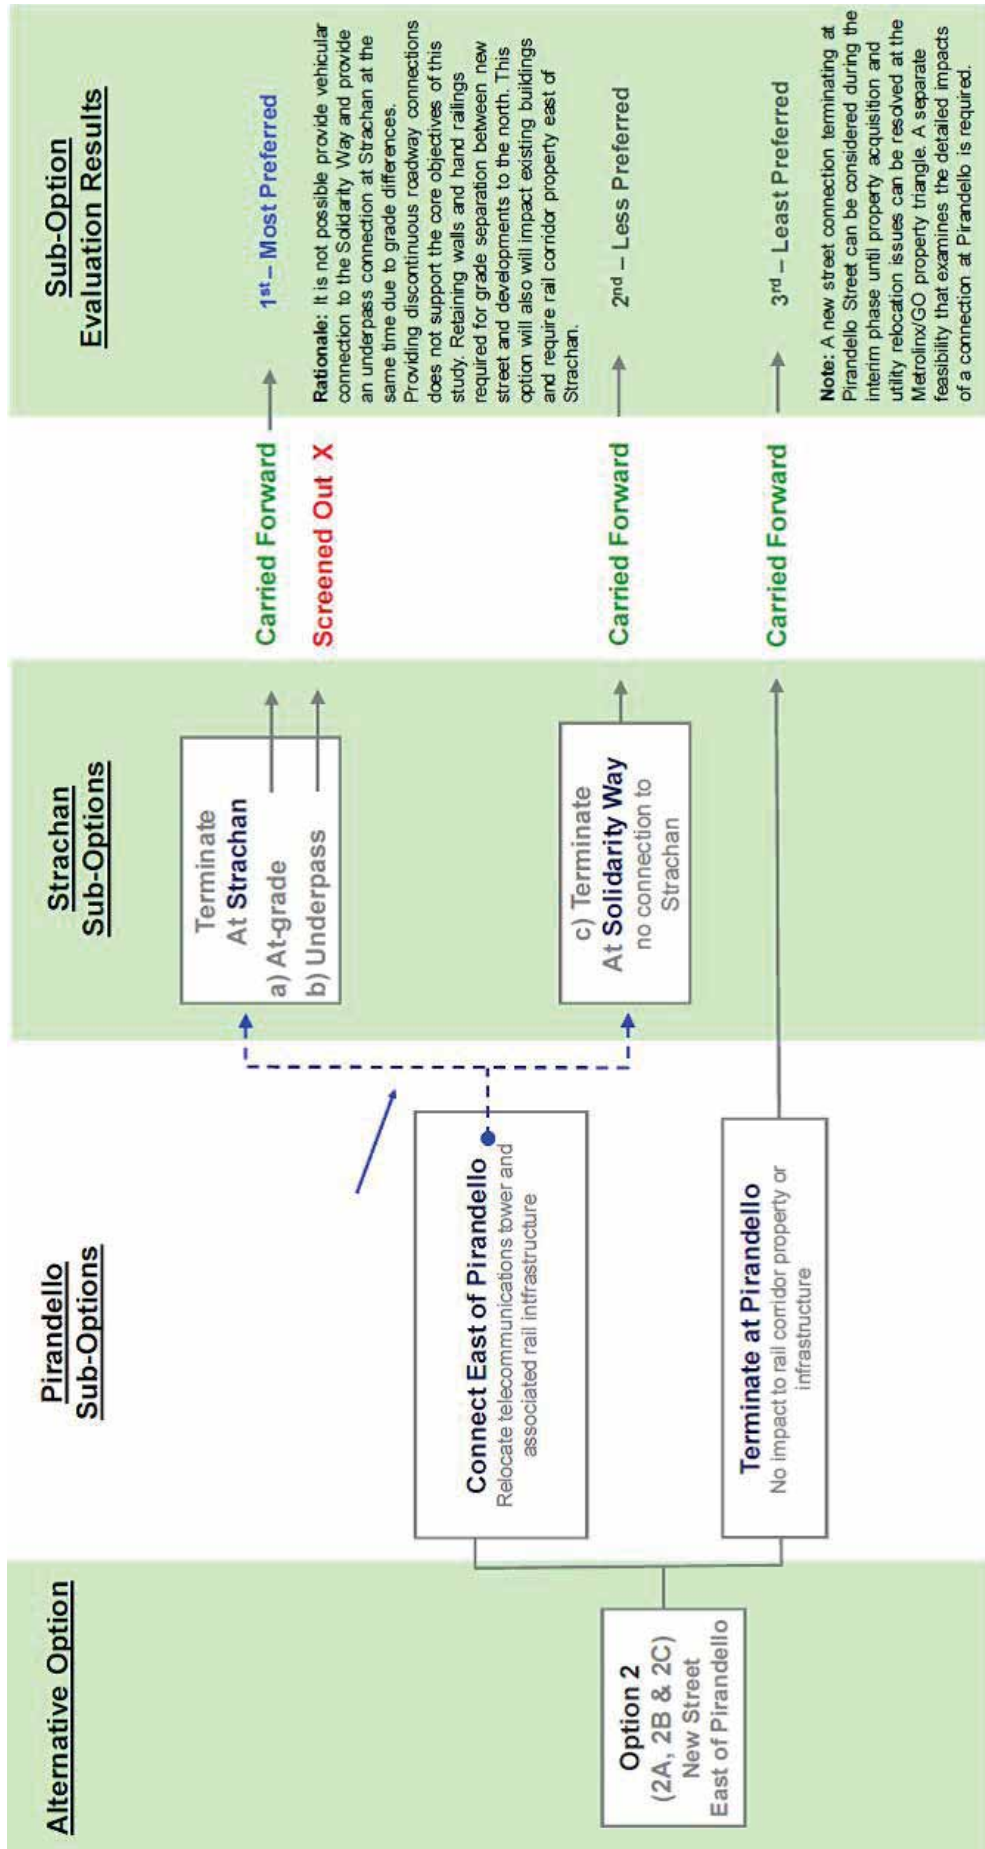 Alternative Option
Option 2
(2A, 2B & 2C)
New Street
East of Pirandello
Pirandello
Sub-Options
Connect East of Pirandello
Relocate telecommunications tower and
associated rail intfrastructure
Terminate at Pirandello
No impact to rail corridor property or
infrastructure
Strachan
Sub-Options
Terminate
At Strachan
a) At-grade
b) Underpass
c) Terminate
At Solidarity Way
no connection to
Strachan
Carried Forward
Screened Out X
Carried Forward
Carried Forward
Sub-Option
Evaluation Results
1st – Most Preferred
Rationale: It is not possible provide vehicular
connection to the Solidarity Way and provide
an underpass connection at Strachan at the
same time due to grade differences.
Providing discontinuous roadway connections
does not support the core objectives of this
study. Retaining walls and hand railings
required for grade separation between new
street and developments to the north. This
option will also will impact existing buildings
and require rail corridor property east of
Strachan.
2nd – Less Preferred
3rd – Least Preferred
Note: A new street connection terminating at
Pirandello Street can be considered during the
interim phase until property acquisition and
utility relocation issues can be resolved at the
Metrolinx/GO property triangle. A separate
feasibility that examines the detailed impacts
of a connection at Pirandello is required.